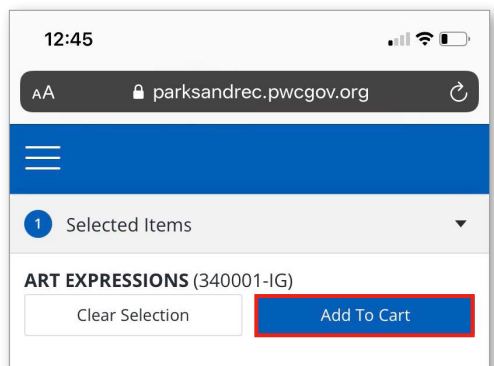 12:45
AA parksandrec.pwcgov.org
1 Selected Items
ART EXPRESSIONS (340001-IG)
Clear Selection Add To Cart